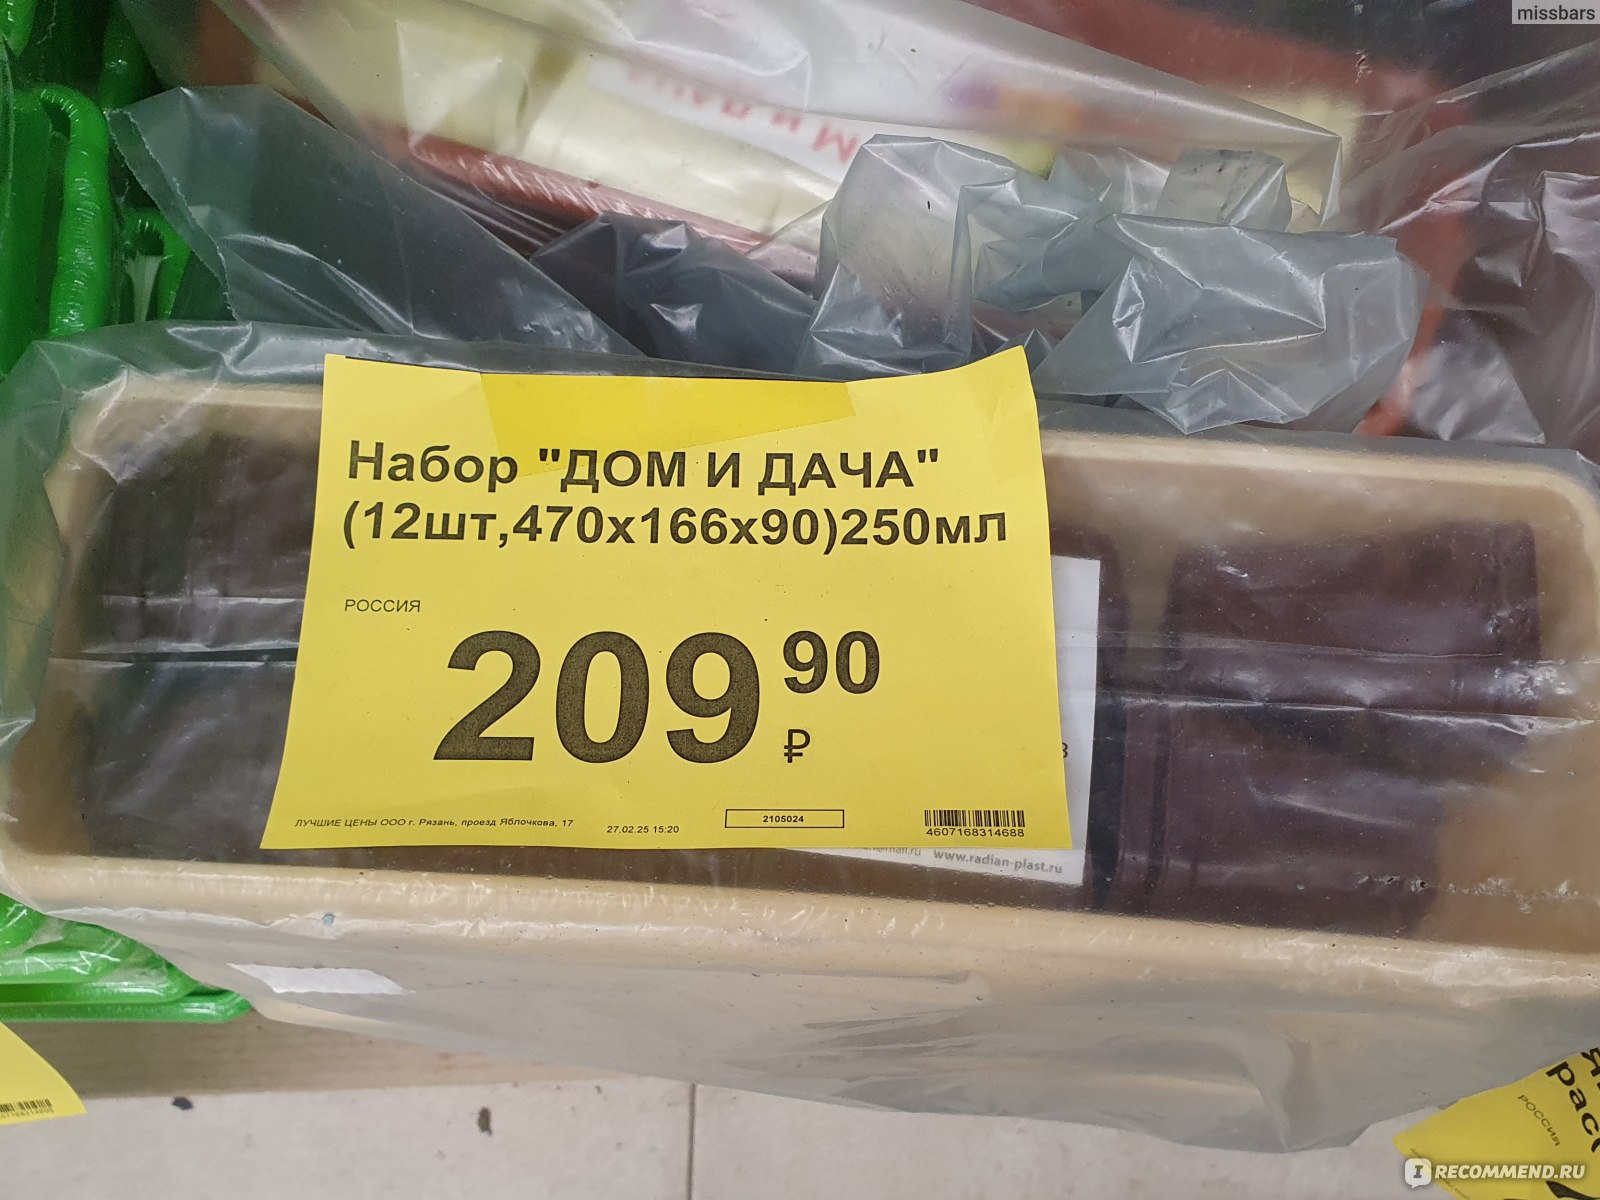 missbars
Набор "ДОМ И ДАЧА"
(12шт,470х166х90)250мл
РОССИЯ
209 90
₽
ЛУЧШИЕ ЦЕНЫ ООО г. Рязань, проезд Яблочкова, 17
27.02.25 15:20
2105024
4607168314688
www.radian-plast.ru
РОССИЯ
IRECOMMEND.RU